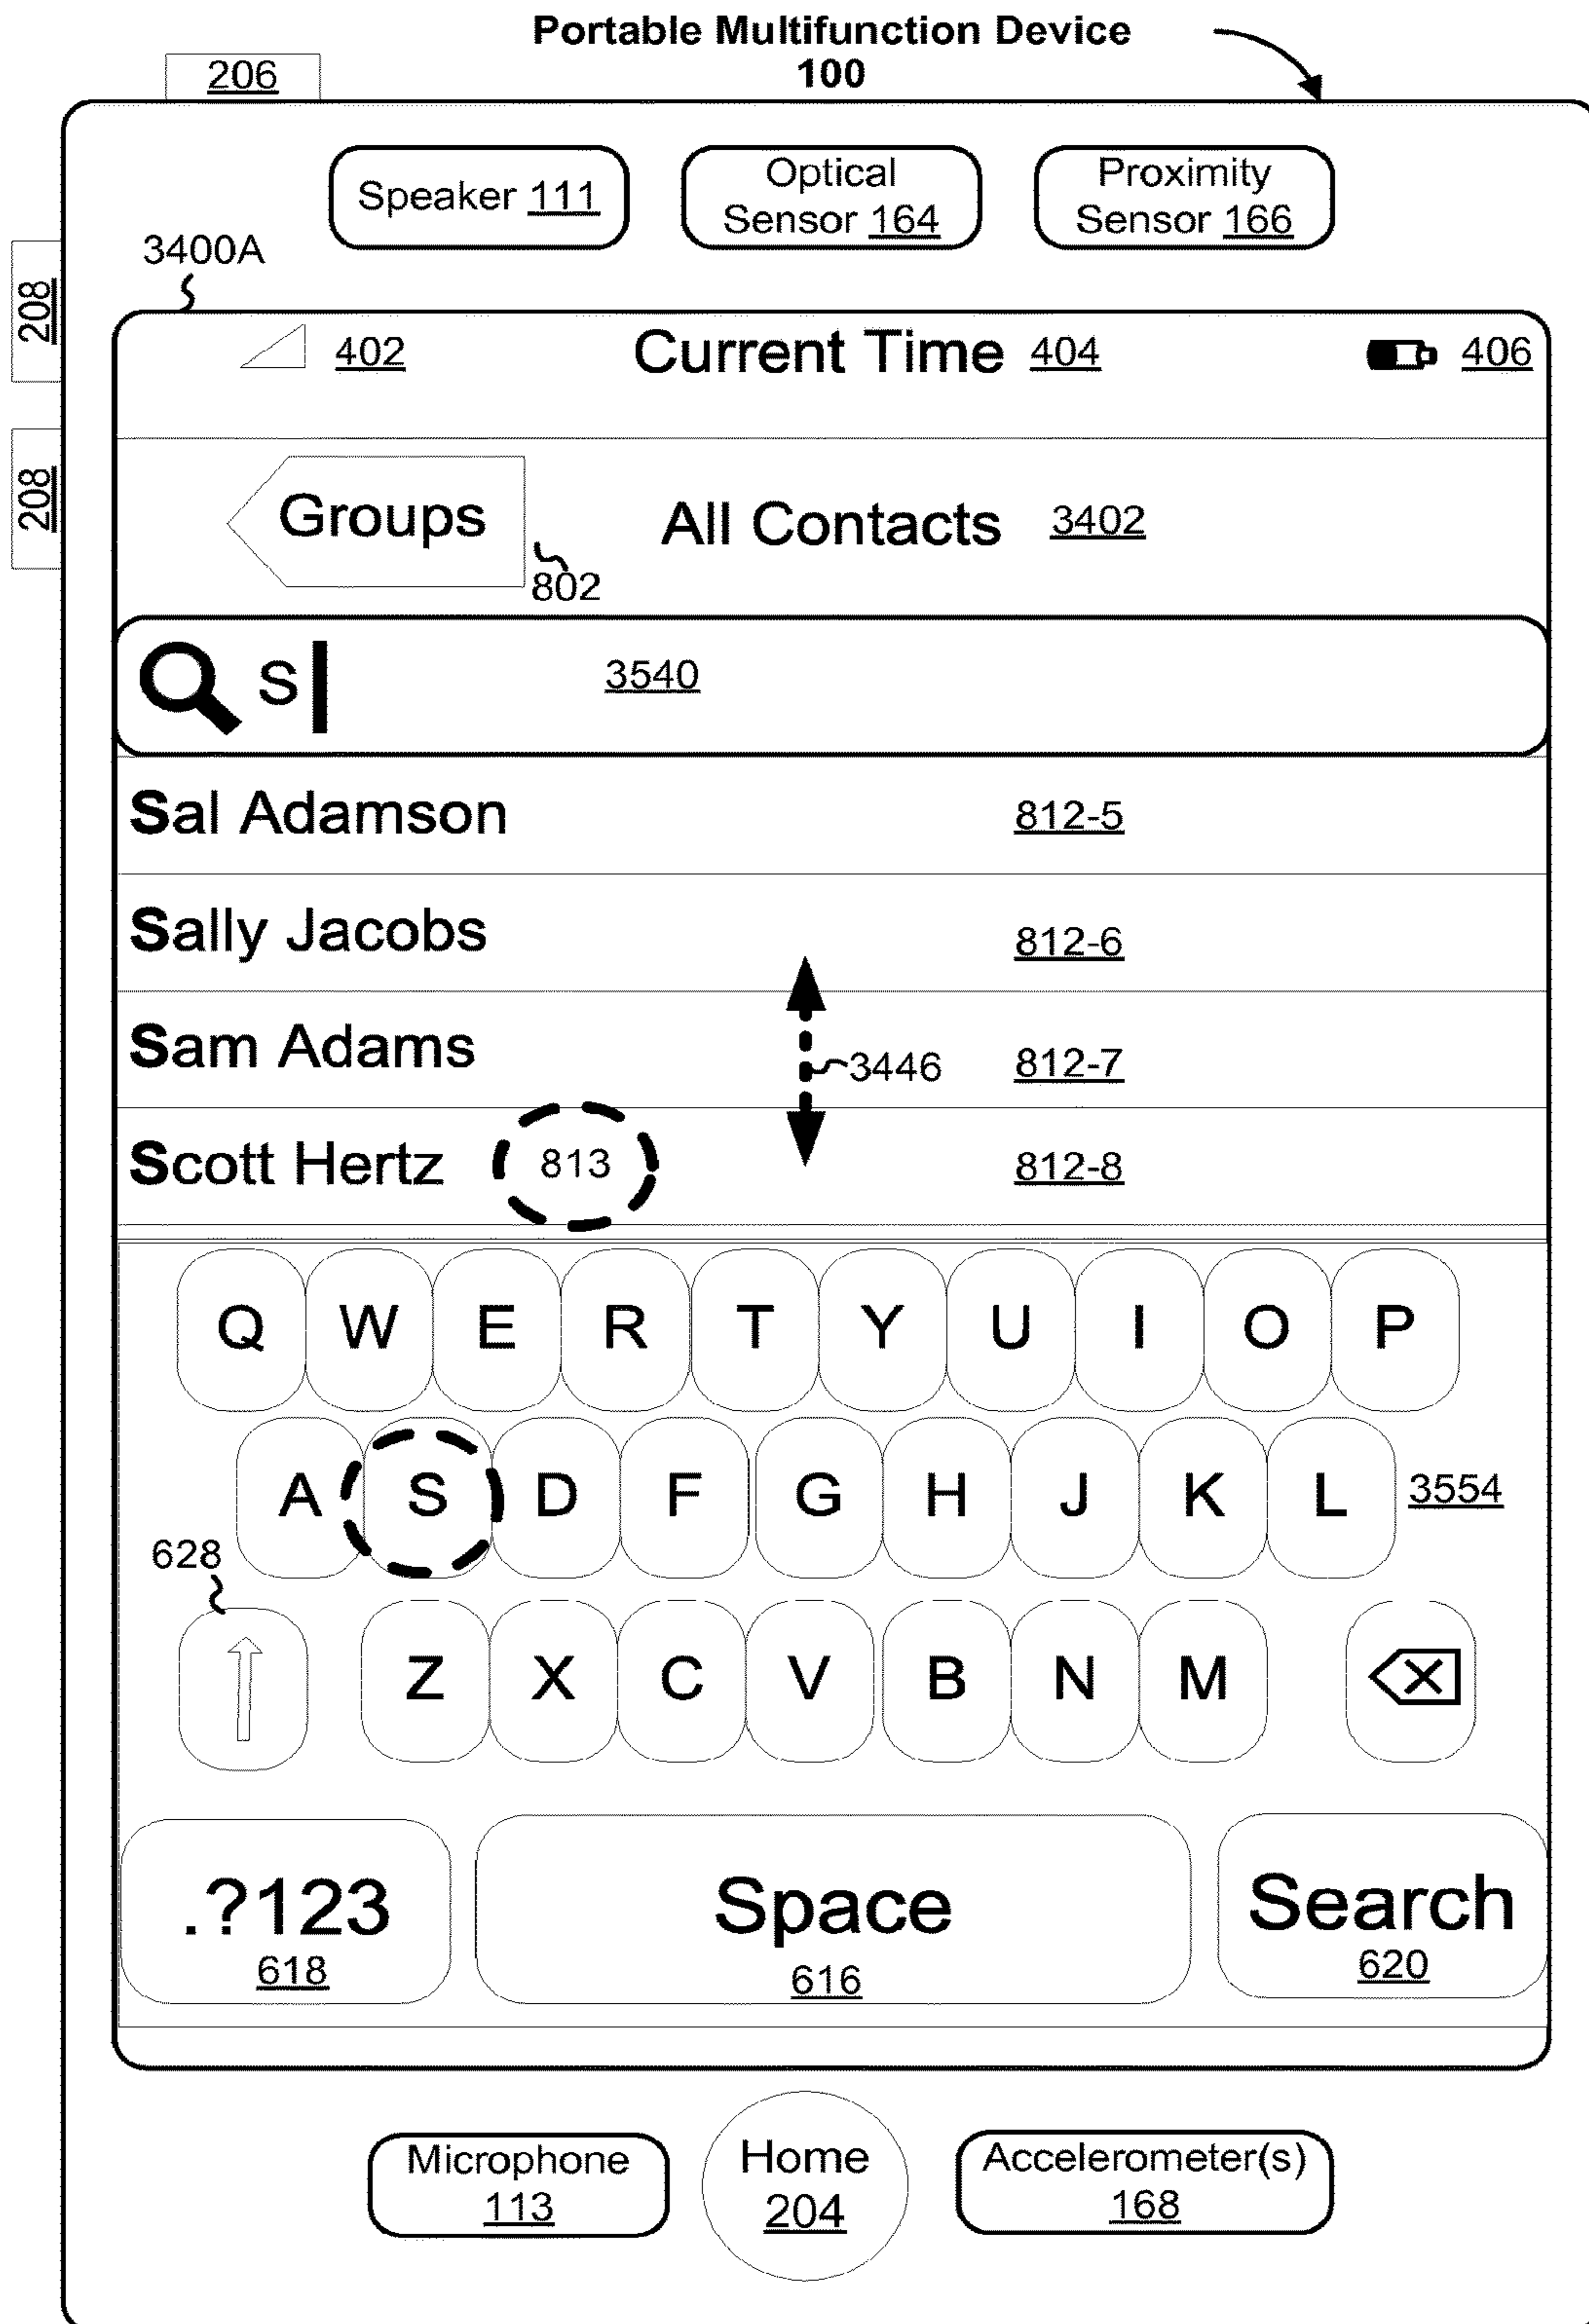 Portable Multifunction Device
100
206
Speaker 111
Optical
Sensor 164
Proximity
Sensor 166
3400A
208
208
402
Current Time 404
406
Groups
802
All Contacts 3402
S
3540
Sal Adamson 812-5
Sally Jacobs 812-6
Sam Adams 812-7
3446
Scott Hertz 813 812-8
Q W E R T Y U I O P
A S D F G H J K L 3554
628
Z X C V B N M
.?123
618
Space
616
Search
620
Microphone
113
Home
204
Accelerometer(s)
168